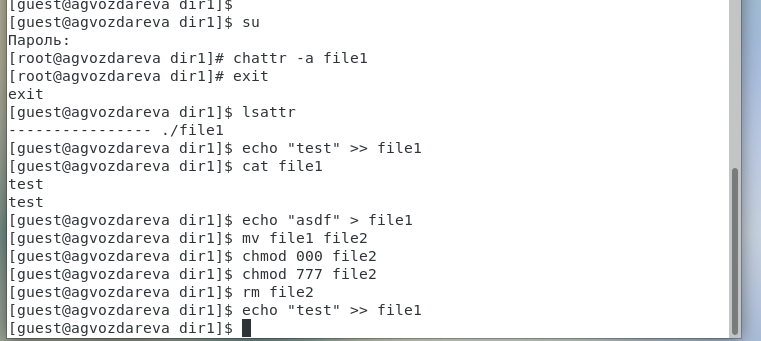 [guest@agvozdareva dir1]$
[guest@agvozdareva dir1]$ su
Пароль:
[root@agvozdareva dir1]# chattr -a file1
[root@agvozdareva dir1]# exit
exit
[guest@agvozdareva dir1]$ lsattr
---------------- ./file1
[guest@agvozdareva dir1]$ echo "test" >> file1
[guest@agvozdareva dir1]$ cat file1
test
test
[guest@agvozdareva dir1]$ echo "asdf" > file1
[guest@agvozdareva dir1]$ mv file1 file2
[guest@agvozdareva dir1]$ chmod 000 file2
[guest@agvozdareva dir1]$ chmod 777 file2
[guest@agvozdareva dir1]$ rm file2
[guest@agvozdareva dir1]$ echo "test" >> file1
[guest@agvozdareva dir1]$